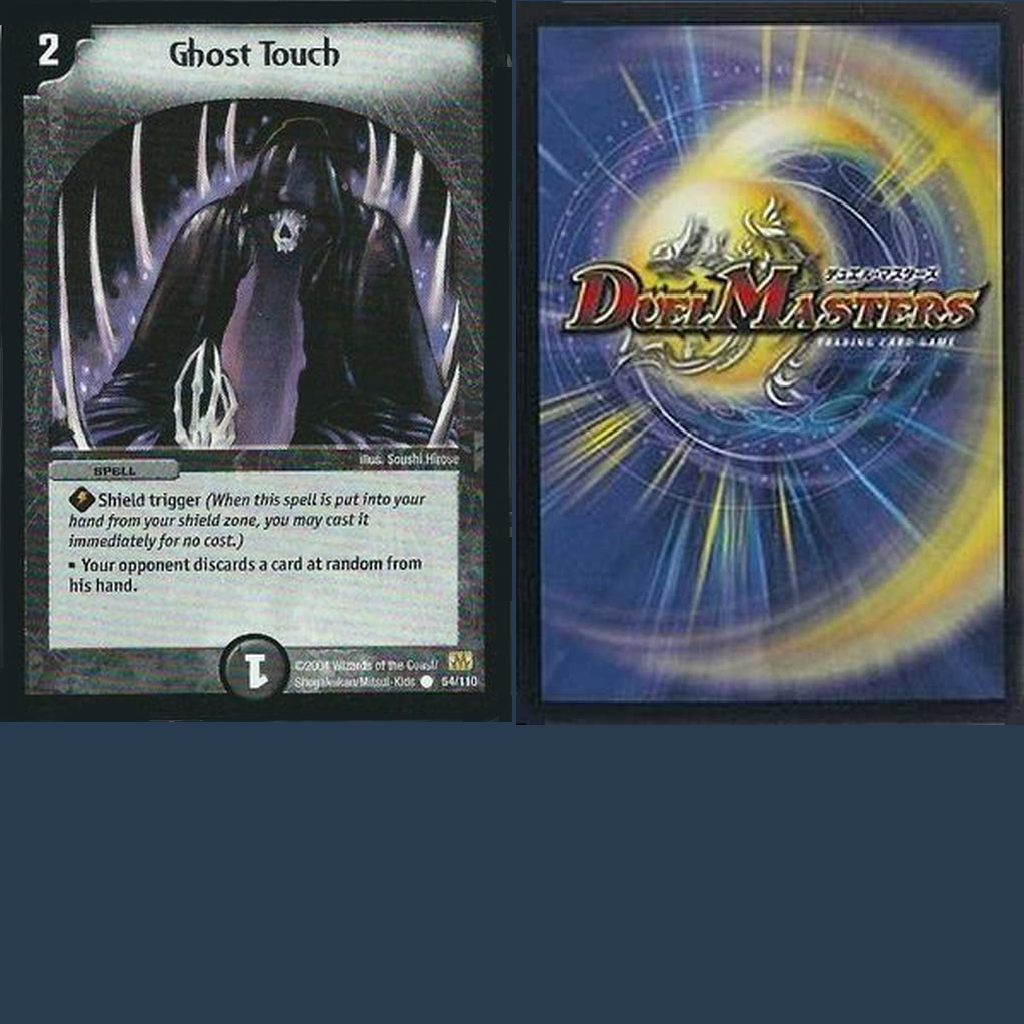 2
Ghost Touch
illus. Soushi Hirose
SPELL
Shield trigger (When this spell is put into your
hand from your shield zone, you may cast it
immediately for no cost.)
▪ Your opponent discards a card at random from
his hand.
1
©2004 Wizards of the Coast/
Shogakukan/Mitsui-Kids 54/110
デュエル・マスターズ
DUEL MASTERS
TRADING CARD GAME